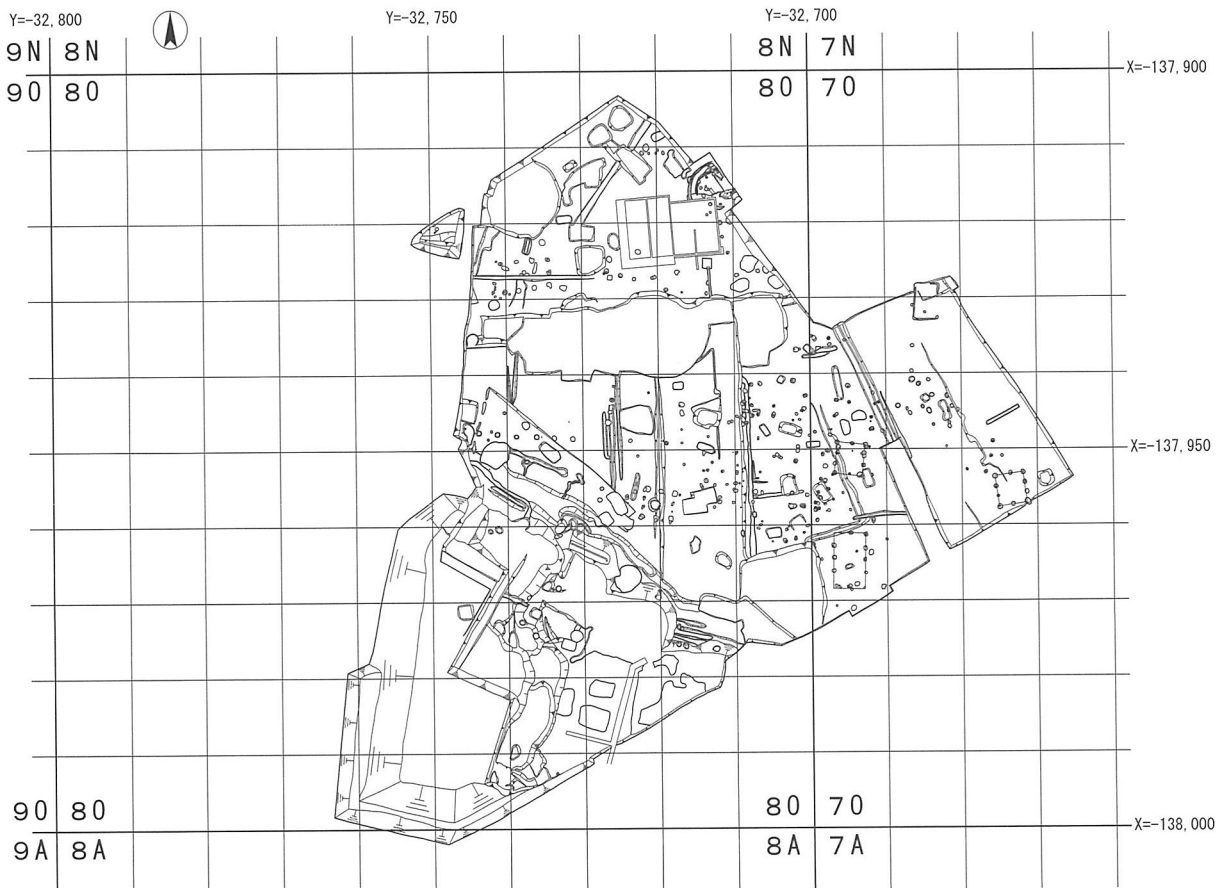 Y=-32,800
Y=-32,750
Y=-32,700
9N 8N
8N 7N
X=-137,900
90 80
80 70
X=-137,950
90 80
80 70
X=-138,000
9A 8A
8A 7A